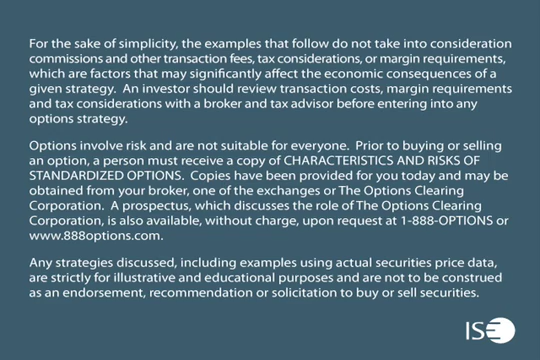 For the sake of simplicity, the examples that follow do not take into consideration
commissions and other transaction fees, tax considerations, or margin requirements,
which are factors that may significantly affect the economic consequences of a
given strategy. An investor should review transaction costs, margin requirements
and tax considerations with a broker and tax advisor before entering into any
options strategy.
Options involve risk and are not suitable for everyone. Prior to buying or selling
an option, a person must receive a copy of CHARACTERISTICS AND RISKS OF
STANDARDIZED OPTIONS. Copies have been provided for you today and may be
obtained from your broker, one of the exchanges or The Options Clearing
Corporation. A prospectus, which discusses the role of The Options Clearing
Corporation, is also available, without charge, upon request at 1-888-OPTIONS or
www.888options.com.
Any strategies discussed, including examples using actual securities price data,
are strictly for illustrative and educational purposes and are not to be construed
as an endorsement, recommendation or solicitation to buy or sell securities.
ISE